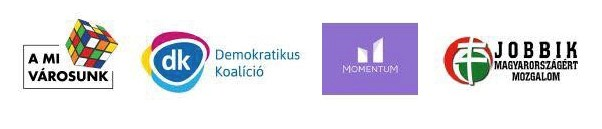 A MI
VÁROSUNK
dk
Demokratikus
Koalíció
MOMENTUM
JOBBIK
MAGYARORSZÁGÉRT
MOZGALOM